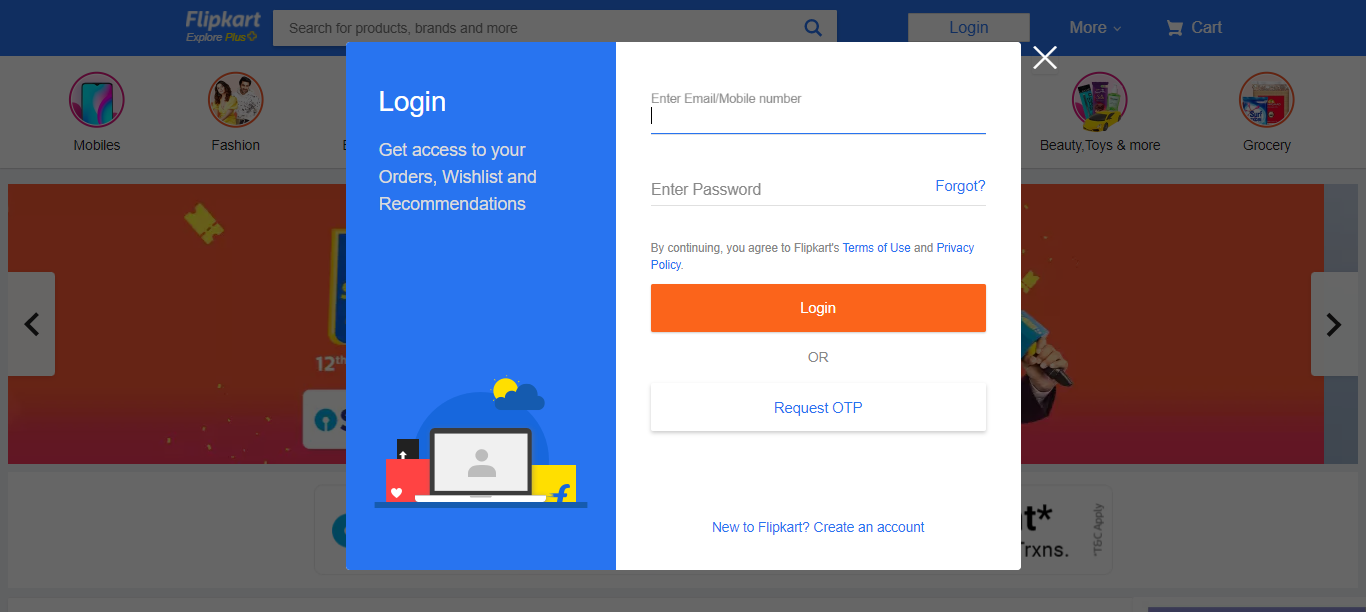 Flipkart
Explore Plus
Search for products, brands and more
Login
More
Cart
Mobiles
Fashion
Beauty,Toys & more
Grocery
Login
Get access to your
Orders, Wishlist and
Recommendations
Enter Email/Mobile number
Enter Password
Forgot?
By continuing, you agree to Flipkart's Terms of Use and Privacy
Policy.
Login
OR
Request OTP
New to Flipkart? Create an account
12th
*T&C Apply